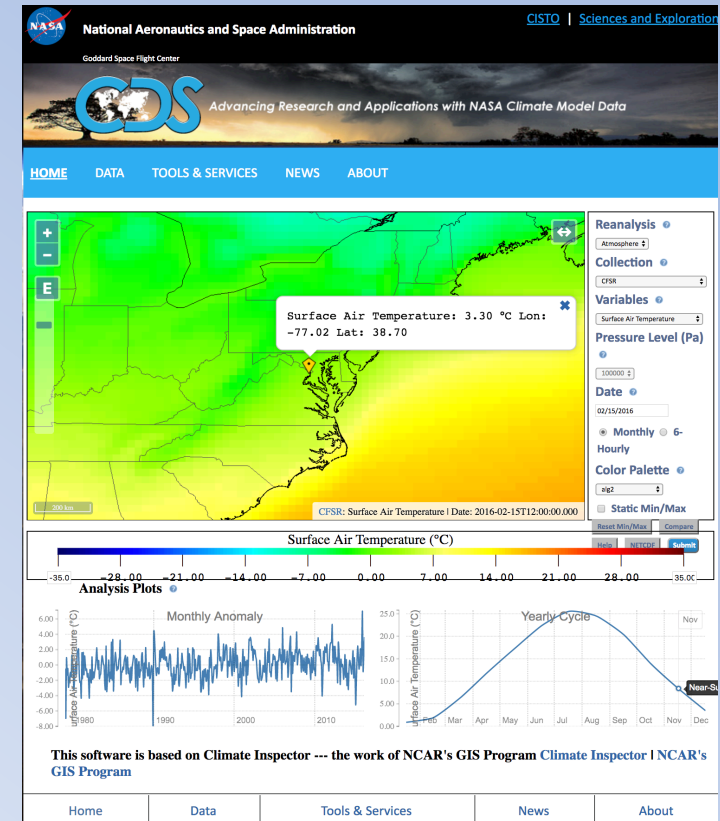 NASA
National Aeronautics and Space Administration
CISTO | Sciences and Exploration
Goddard Space Flight Center
CDS
Advancing Research and Applications with NASA Climate Model Data
HOME DATA TOOLS & SERVICES NEWS ABOUT
+
−
E
Surface Air Temperature: 3.30 °C Lon:
-77.02 Lat: 38.70
200 km
CFSR: Surface Air Temperature | Date: 2016-02-15T12:00:00.000
Reanalysis
Atmosphere
Collection
CFSR
Variables
Surface Air Temperature
Pressure Level (Pa)
100000
Date
02/15/2016
Monthly 6-
Hourly
Color Palette
alg2
Static Min/Max
Reset Min/Max Compare
Help NETCDF Submit
Surface Air Temperature (°C)
-35.0 -28.00 -21.00 -14.00 -7.00 0.00 7.00 14.00 21.00 28.00 35.00
Analysis Plots
Monthly Anomaly
urface Air Temperature (°C)
6.00
4.00
2.00
0.00
-2.00
-4.00
-6.00
-8.00
1980 1990 2000 2010
Yearly Cycle
urface Air Temperature (°C)
25.0
20.0
15.0
10.0
5.00
0.00
Feb Mar Apr May Jun Jul Aug Sep Oct Nov Dec
Nov
Near-Su
This software is based on Climate Inspector --- the work of NCAR's GIS Program Climate Inspector | NCAR's
GIS Program
Home Data Tools & Services News About